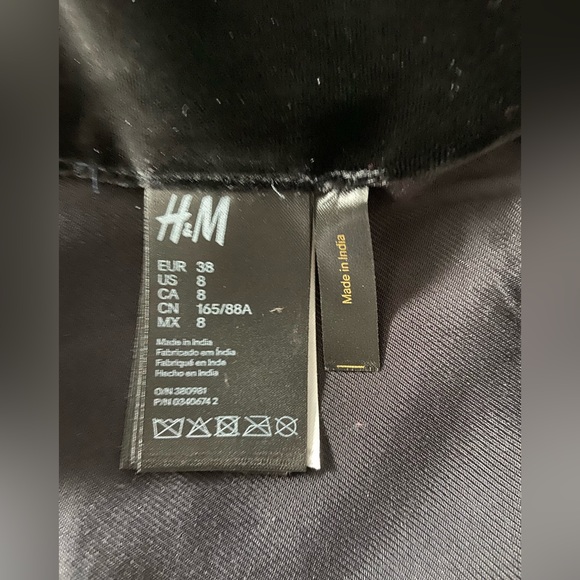 H&M
EUR 38
US 8
CA 8
CN 165/88A
MX 8
Made in India
Fabricado em Índia
Fabriqué en Inde
Hecho en India
O/N 380981
P/N 0340674 2
Made in India